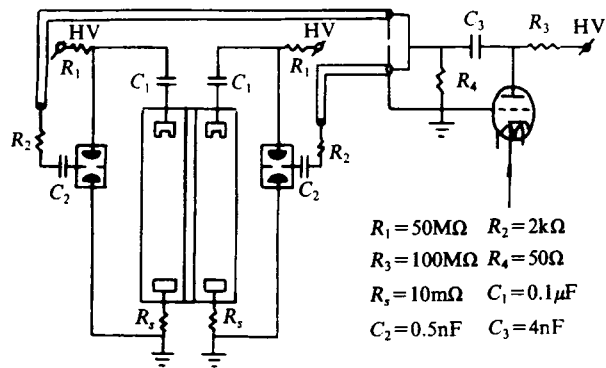 HV
R₁
C₁
C₁
HV
R₁
C₃
R₃
HV
R₄
R₂
C₂
C₂
R₂
Rₛ
Rₛ
R₁=50MΩ R₂=2kΩ
R₃=100MΩ R₄=50Ω
Rₛ=10mΩ C₁=0.1μF
C₂=0.5nF C₃=4nF